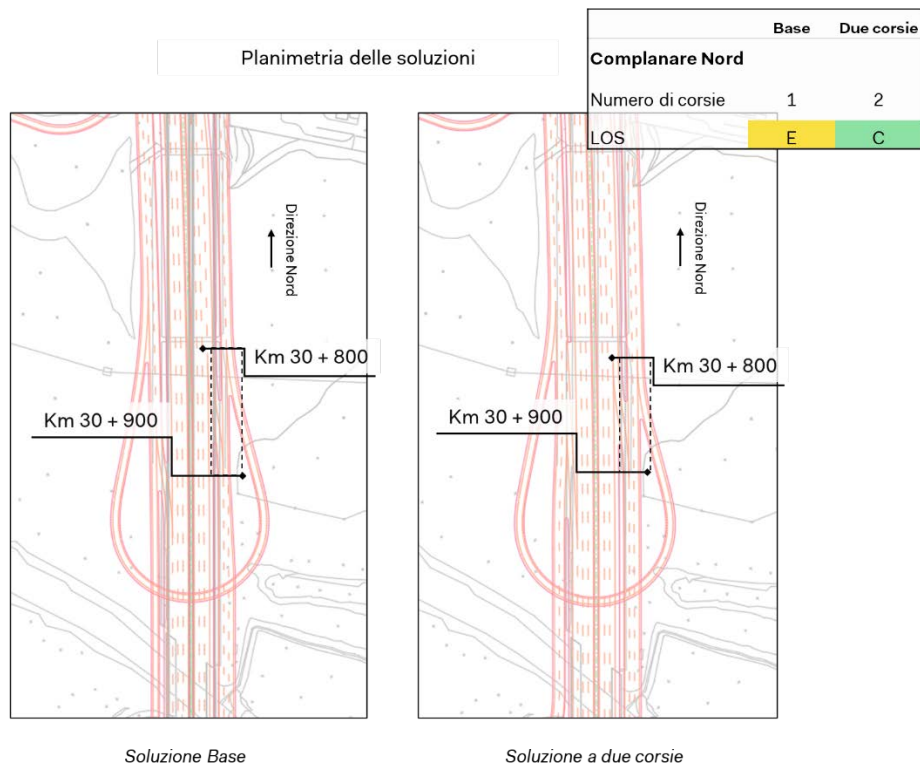 Planimetria delle soluzioni
Base Due corsie
Complanare Nord
Numero di corsie 1 2
LOS E C
Direzione Nord
Km 30 + 800
Km 30 + 900
Direzione Nord
Km 30 + 800
Km 30 + 900
Soluzione Base
Soluzione a due corsie